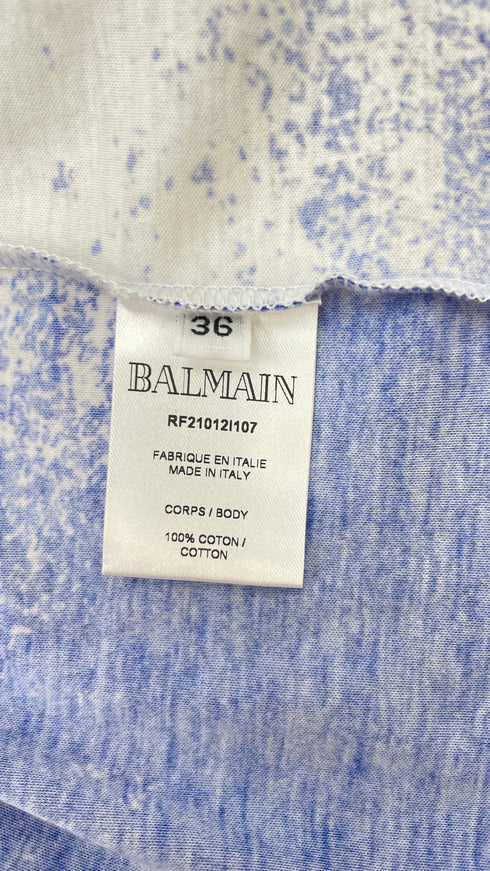 36
BALMAIN
RF21012I107
FABRIQUE EN ITALIE
MADE IN ITALY
CORPS / BODY
100% COTON /
COTTON